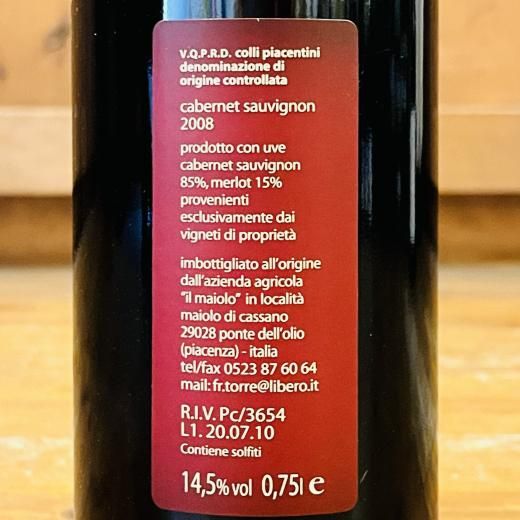 V.Q.P.R.D. colli piacentini
denominazione di
origine controllata
cabernet sauvignon
2008
prodotto con uve
cabernet sauvignon
85%, merlot 15%
provenienti
esclusivamente dai
vigneti di proprietà
imbottigliato all'origine
dall'azienda agricola
"il maiolo" in località
maiolo di cassano
29028 ponte dell'olio
(piacenza) - italia
tel/fax 0523 87 60 64
mail: fr.torre@libero.it
R.I.V. Pc/3654
L1. 20.07.10
Contiene solfiti
14,5% vol 0,75l e